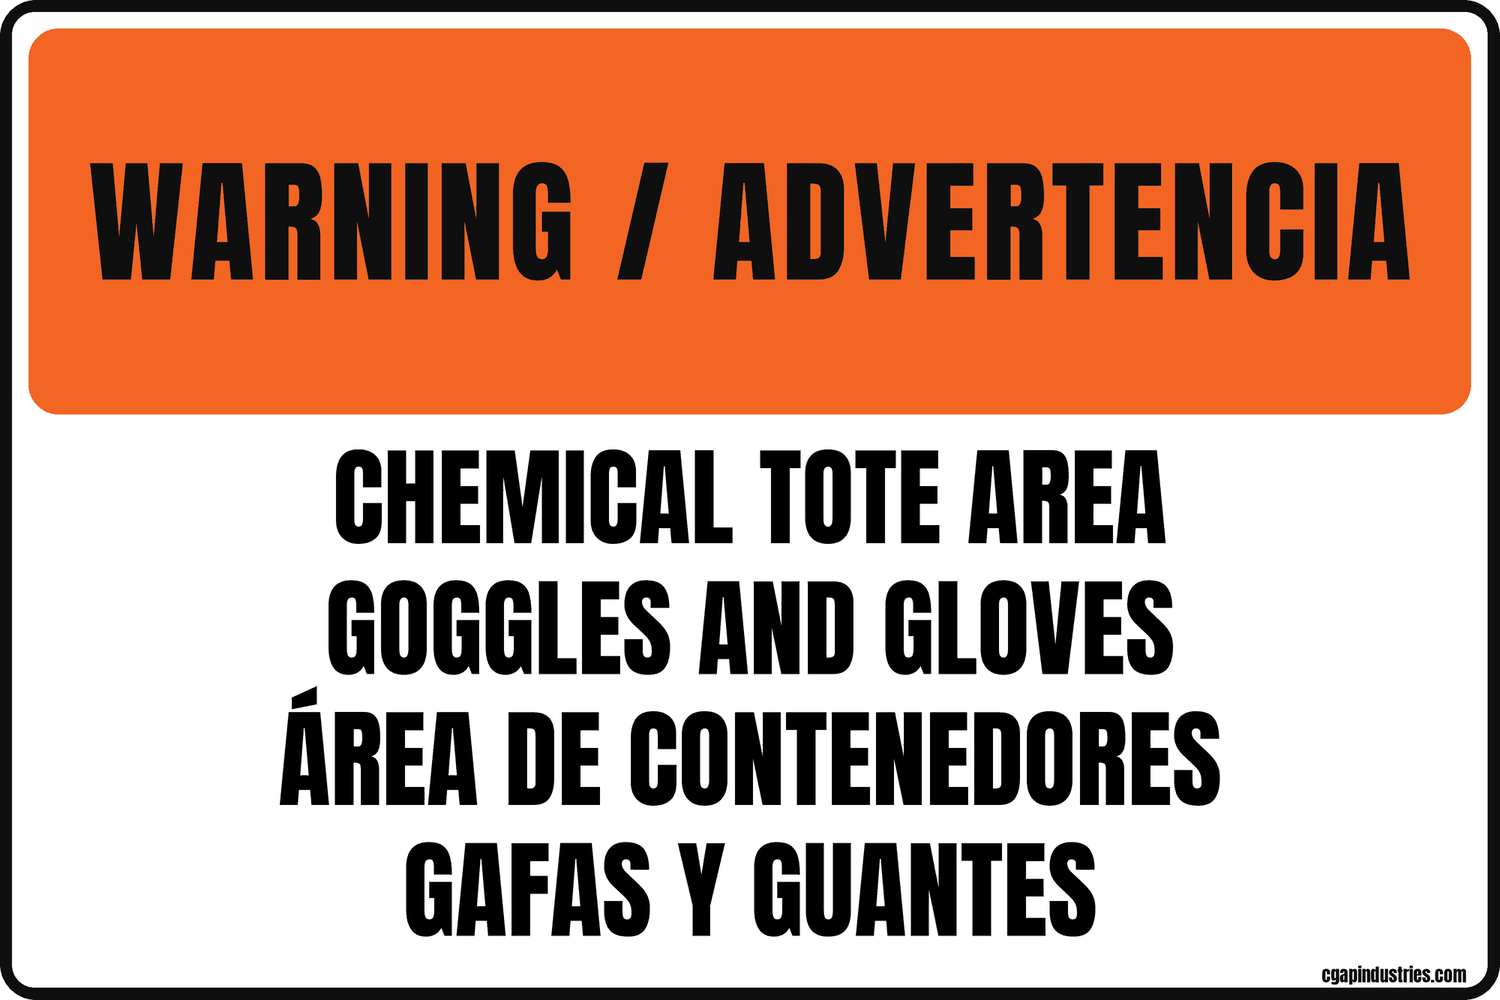 WARNING / ADVERTENCIA
CHEMICAL TOTE AREA
GOGGLES AND GLOVES
ÁREA DE CONTENEDORES
GAFAS Y GUANTES
cgapindustries.com